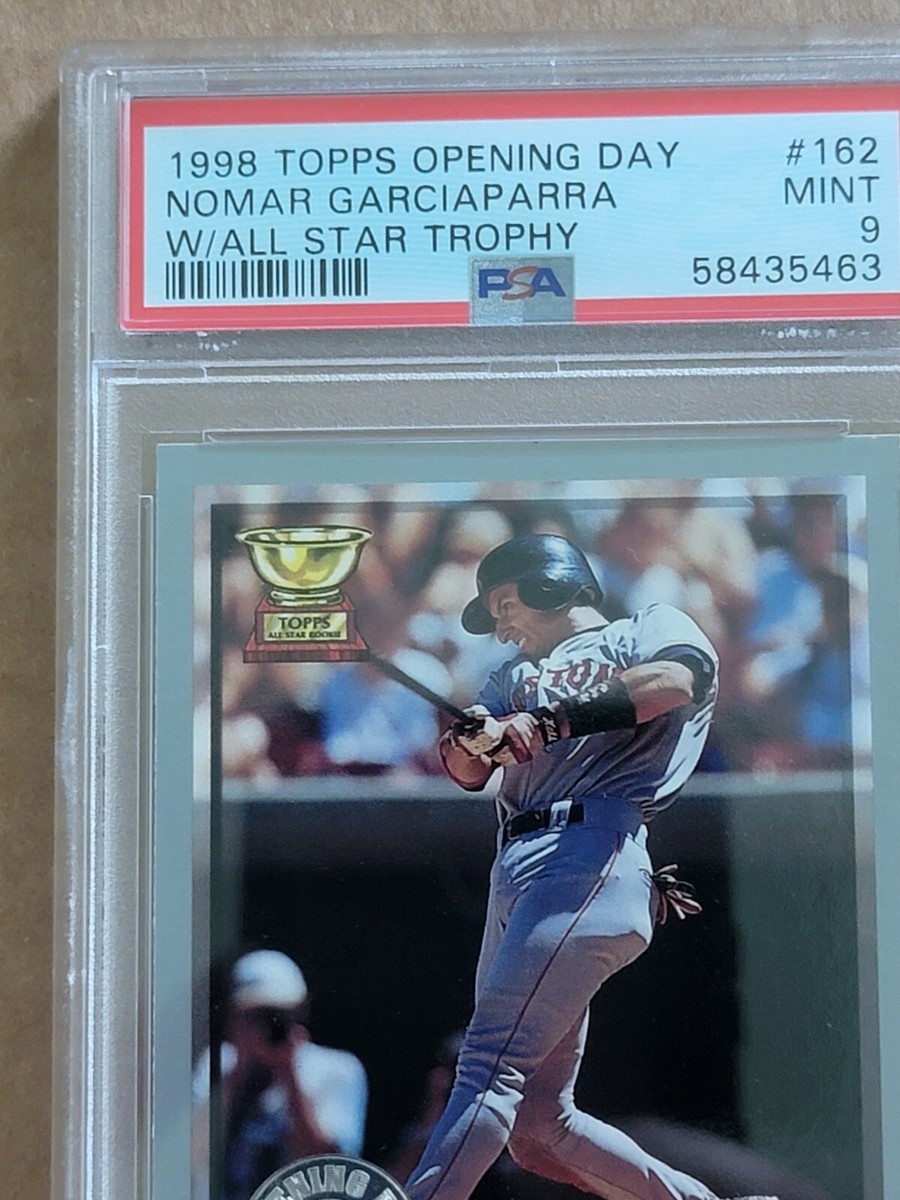 1998 TOPPS OPENING DAY #162
NOMAR GARCIAPARRA MINT
W/ALL STAR TROPHY 9
PSA 58435463
TOPPS
ALL STAR ROOKIE